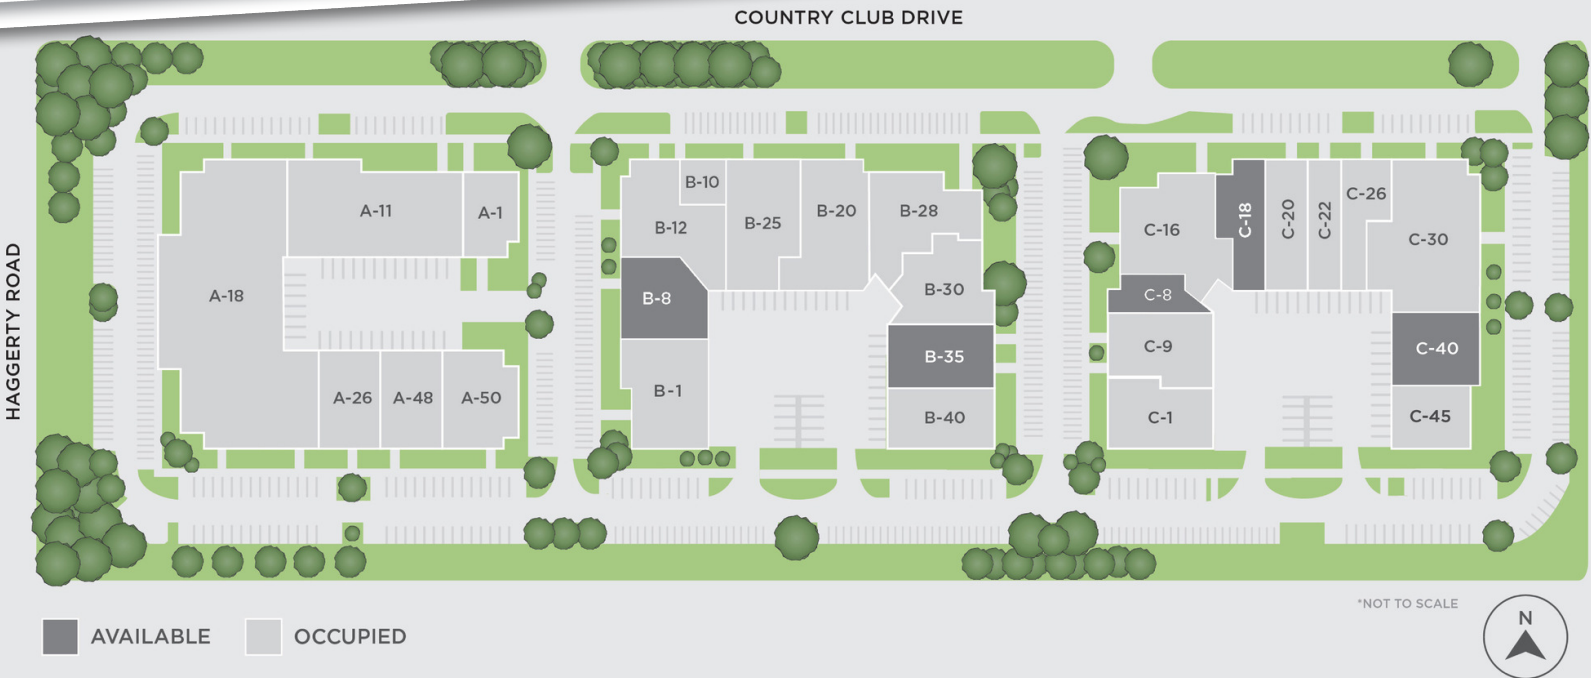 COUNTRY CLUB DRIVE
HAGGERTY ROAD
A-11
A-1
A-18
A-26
A-48
A-50
B-10
B-12
B-25
B-20
B-28
B-8
B-30
B-35
B-1
B-40
C-16
C-18
C-20
C-22
C-26
C-30
C-8
C-9
C-40
C-1
C-45
*NOT TO SCALE
N
AVAILABLE
OCCUPIED